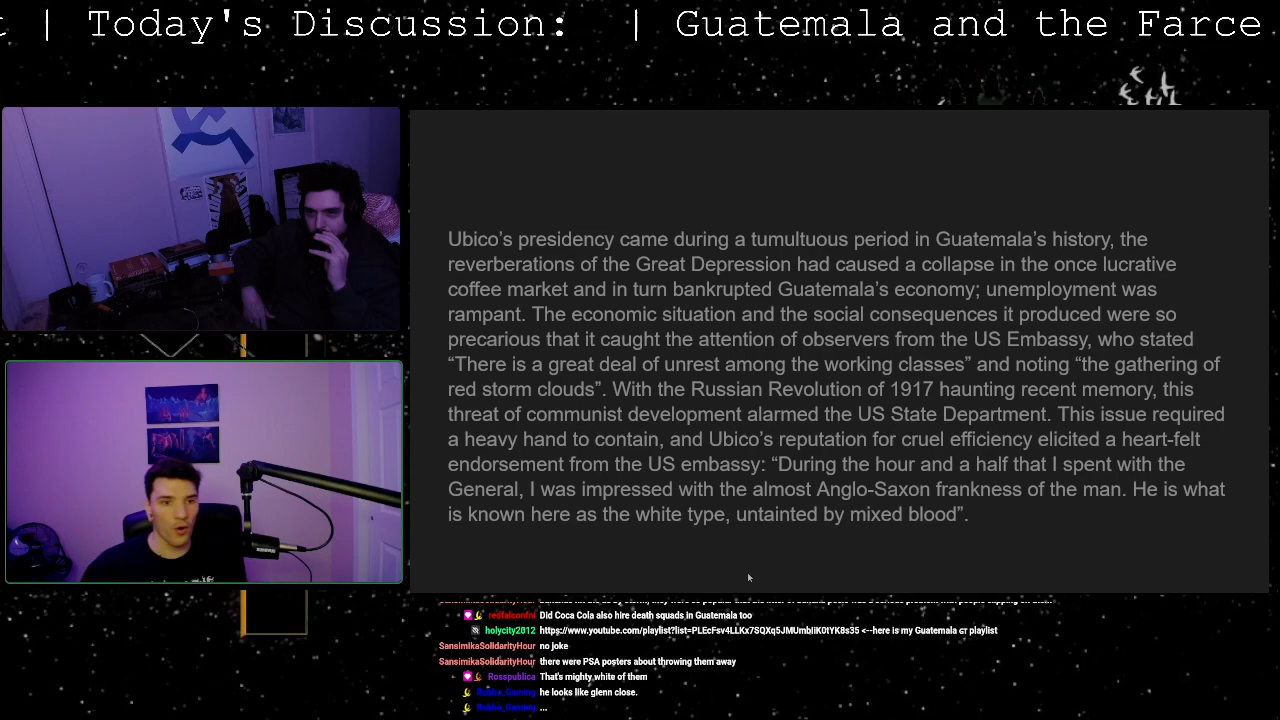 t | Today's Discussion: | Guatemala and the Farce
Ubico’s presidency came during a tumultuous period in Guatemala’s history, the
reverberations of the Great Depression had caused a collapse in the once lucrative
coffee market and in turn bankrupted Guatemala’s economy; unemployment was
rampant. The economic situation and the social consequences it produced were so
precarious that it caught the attention of observers from the US Embassy, who stated
“There is a great deal of unrest among the working classes” and noting “the gathering of
red storm clouds”. With the Russian Revolution of 1917 haunting recent memory, this
threat of communist development alarmed the US State Department. This issue required
a heavy hand to contain, and Ubico’s reputation for cruel efficiency elicited a heart-felt
endorsement from the US embassy: “During the hour and a half that I spent with the
General, I was impressed with the almost Anglo-Saxon frankness of the man. He is what
is known here as the white type, untainted by mixed blood”.
redfalconfnl Did Coca Cola also hire death squads in Guatemala too
holycity2012 <--here is my Guatemala GT playlist
SansimikaSolidarityHour no joke
SansimikaSolidarityHour there were PSA posters about throwing them away
Rosspublica That's mighty white of them
he looks like glenn close.
...